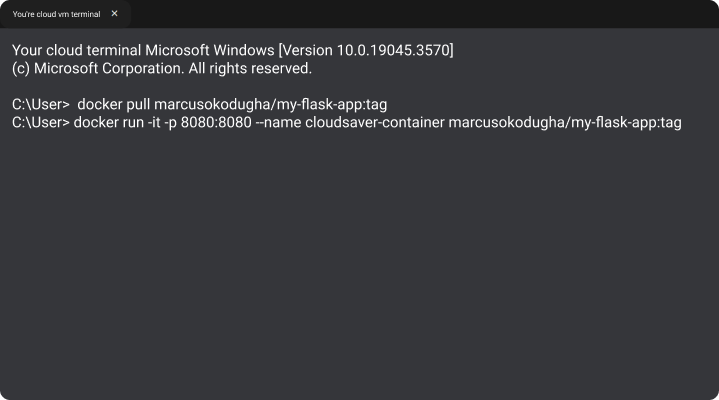 You're cloud vm terminal ×
Your cloud terminal Microsoft Windows [Version 10.0.19045.3570]
(c) Microsoft Corporation. All rights reserved.
C:\User>  docker pull marcusokodugha/my-flask-app:tag
C:\User> docker run -it -p 8080:8080 --name cloudsaver-container marcusokodugha/my-flask-app:tag